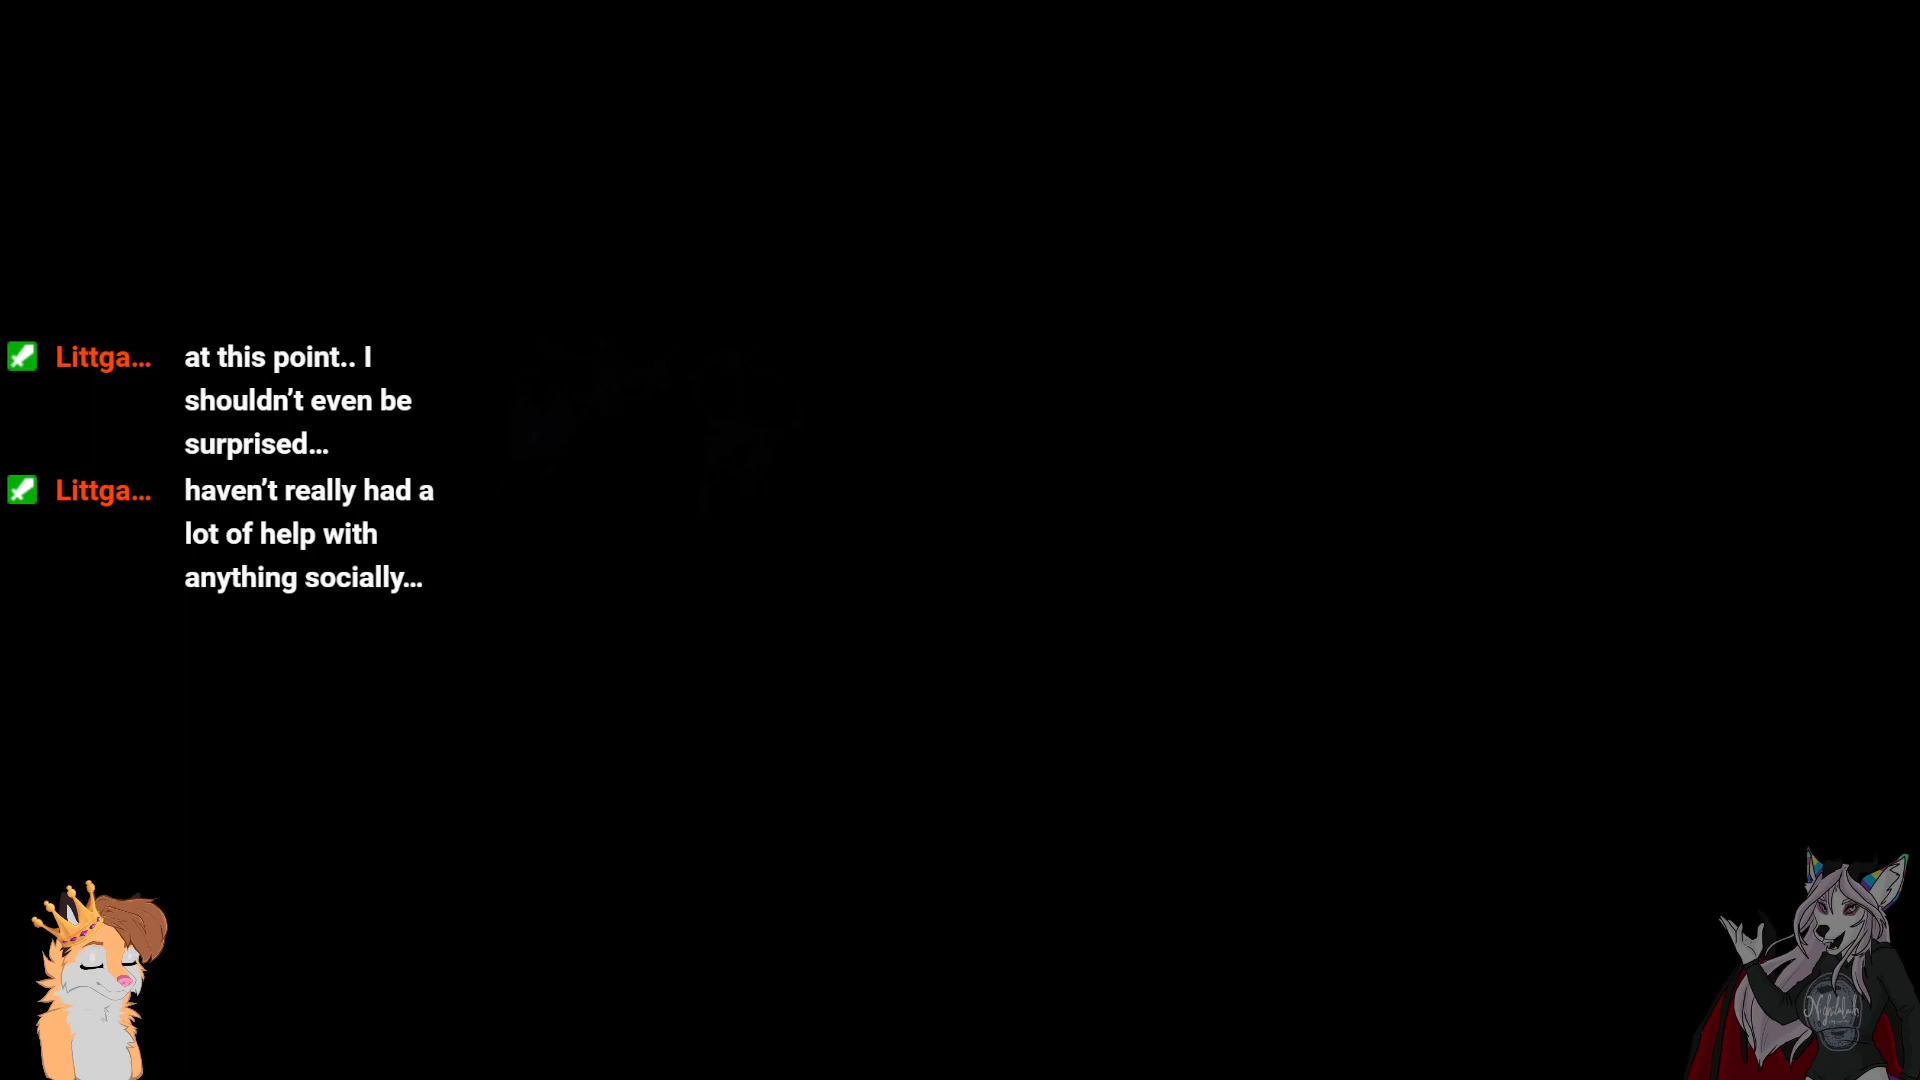 Littga… at this point.. I
shouldn’t even be
surprised…
Littga… haven’t really had a
lot of help with
anything socially…